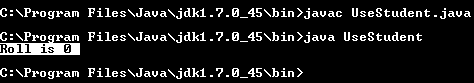 C:\Program Files\Java\jdk1.7.0_45\bin>javac UseStudent.java
C:\Program Files\Java\jdk1.7.0_45\bin>java UseStudent
Roll is 0
C:\Program Files\Java\jdk1.7.0_45\bin>